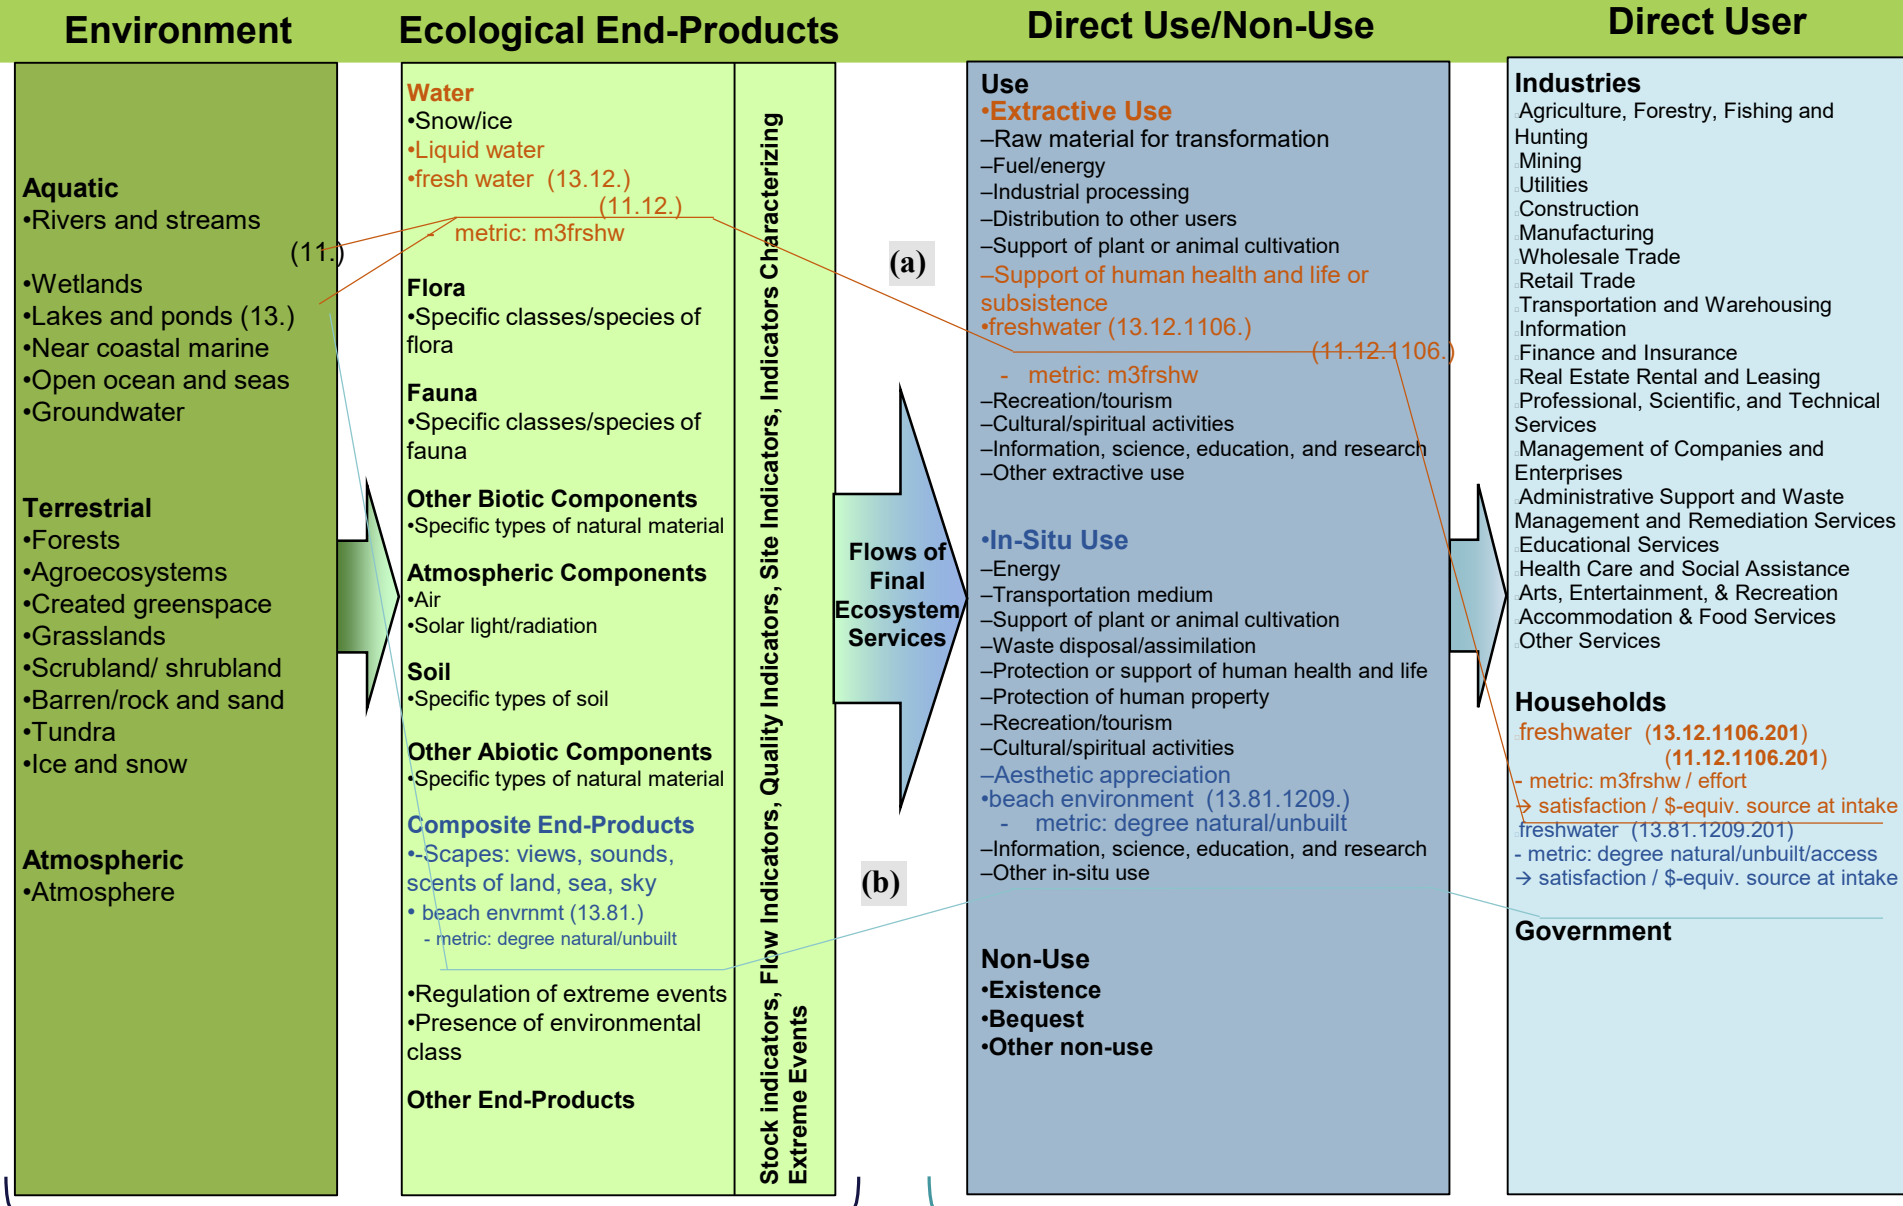 Environment
Ecological End-Products
Direct Use/Non-Use
Direct User
Aquatic
•Rivers and streams
(11.)
•Wetlands
•Lakes and ponds (13.)
•Near coastal marine
•Open ocean and seas
•Groundwater
Terrestrial
•Forests
•Agroecosystems
•Created greenspace
•Grasslands
•Scrubland/ shrubland
•Barren/rock and sand
•Tundra
•Ice and snow
Atmospheric
•Atmosphere
Water
•Snow/ice
•Liquid water
•fresh water (13.12.)
(11.12.)
- metric: m3frshw
Flora
•Specific classes/species of
flora
Fauna
•Specific classes/species of
fauna
Other Biotic Components
•Specific types of natural material
Atmospheric Components
•Air
•Solar light/radiation
Soil
•Specific types of soil
Other Abiotic Components
•Specific types of natural material
Composite End-Products
•-Scapes: views, sounds,
scents of land, sea, sky
• beach envrnmt (13.81.)
- metric: degree natural/unbuilt
•Regulation of extreme events
•Presence of environmental
class
Other End-Products
Stock indicators, Flow Indicators, Quality Indicators, Site Indicators, Indicators Characterizing
Extreme Events
(a)
Flows of
Final
Ecosystem
Services
(b)
Use
•Extractive Use
–Raw material for transformation
–Fuel/energy
–Industrial processing
–Distribution to other users
–Support of plant or animal cultivation
–Support of human health and life or
subsistence
•freshwater (13.12.1106.)
(11.12.1106.)
- metric: m3frshw
–Recreation/tourism
–Cultural/spiritual activities
–Information, science, education, and research
–Other extractive use
•In-Situ Use
–Energy
–Transportation medium
–Support of plant or animal cultivation
–Waste disposal/assimilation
–Protection or support of human health and life
–Protection of human property
–Recreation/tourism
–Cultural/spiritual activities
–Aesthetic appreciation
•beach environment (13.81.1209.)
- metric: degree natural/unbuilt
–Information, science, education, and research
–Other in-situ use
Non-Use
•Existence
•Bequest
•Other non-use
Industries
Agriculture, Forestry, Fishing and
Hunting
Mining
Utilities
Construction
Manufacturing
Wholesale Trade
Retail Trade
Transportation and Warehousing
Information
Finance and Insurance
Real Estate Rental and Leasing
Professional, Scientific, and Technical
Services
Management of Companies and
Enterprises
Administrative Support and Waste
Management and Remediation Services
Educational Services
Health Care and Social Assistance
Arts, Entertainment, & Recreation
Accommodation & Food Services
Other Services
Households
freshwater (13.12.1106.201)
(11.12.1106.201)
- metric: m3frshw / effort
→ satisfaction / $-equiv. source at intake
freshwater (13.81.1209.201)
- metric: degree natural/unbuilt/access
→ satisfaction / $-equiv. source at intake
Government